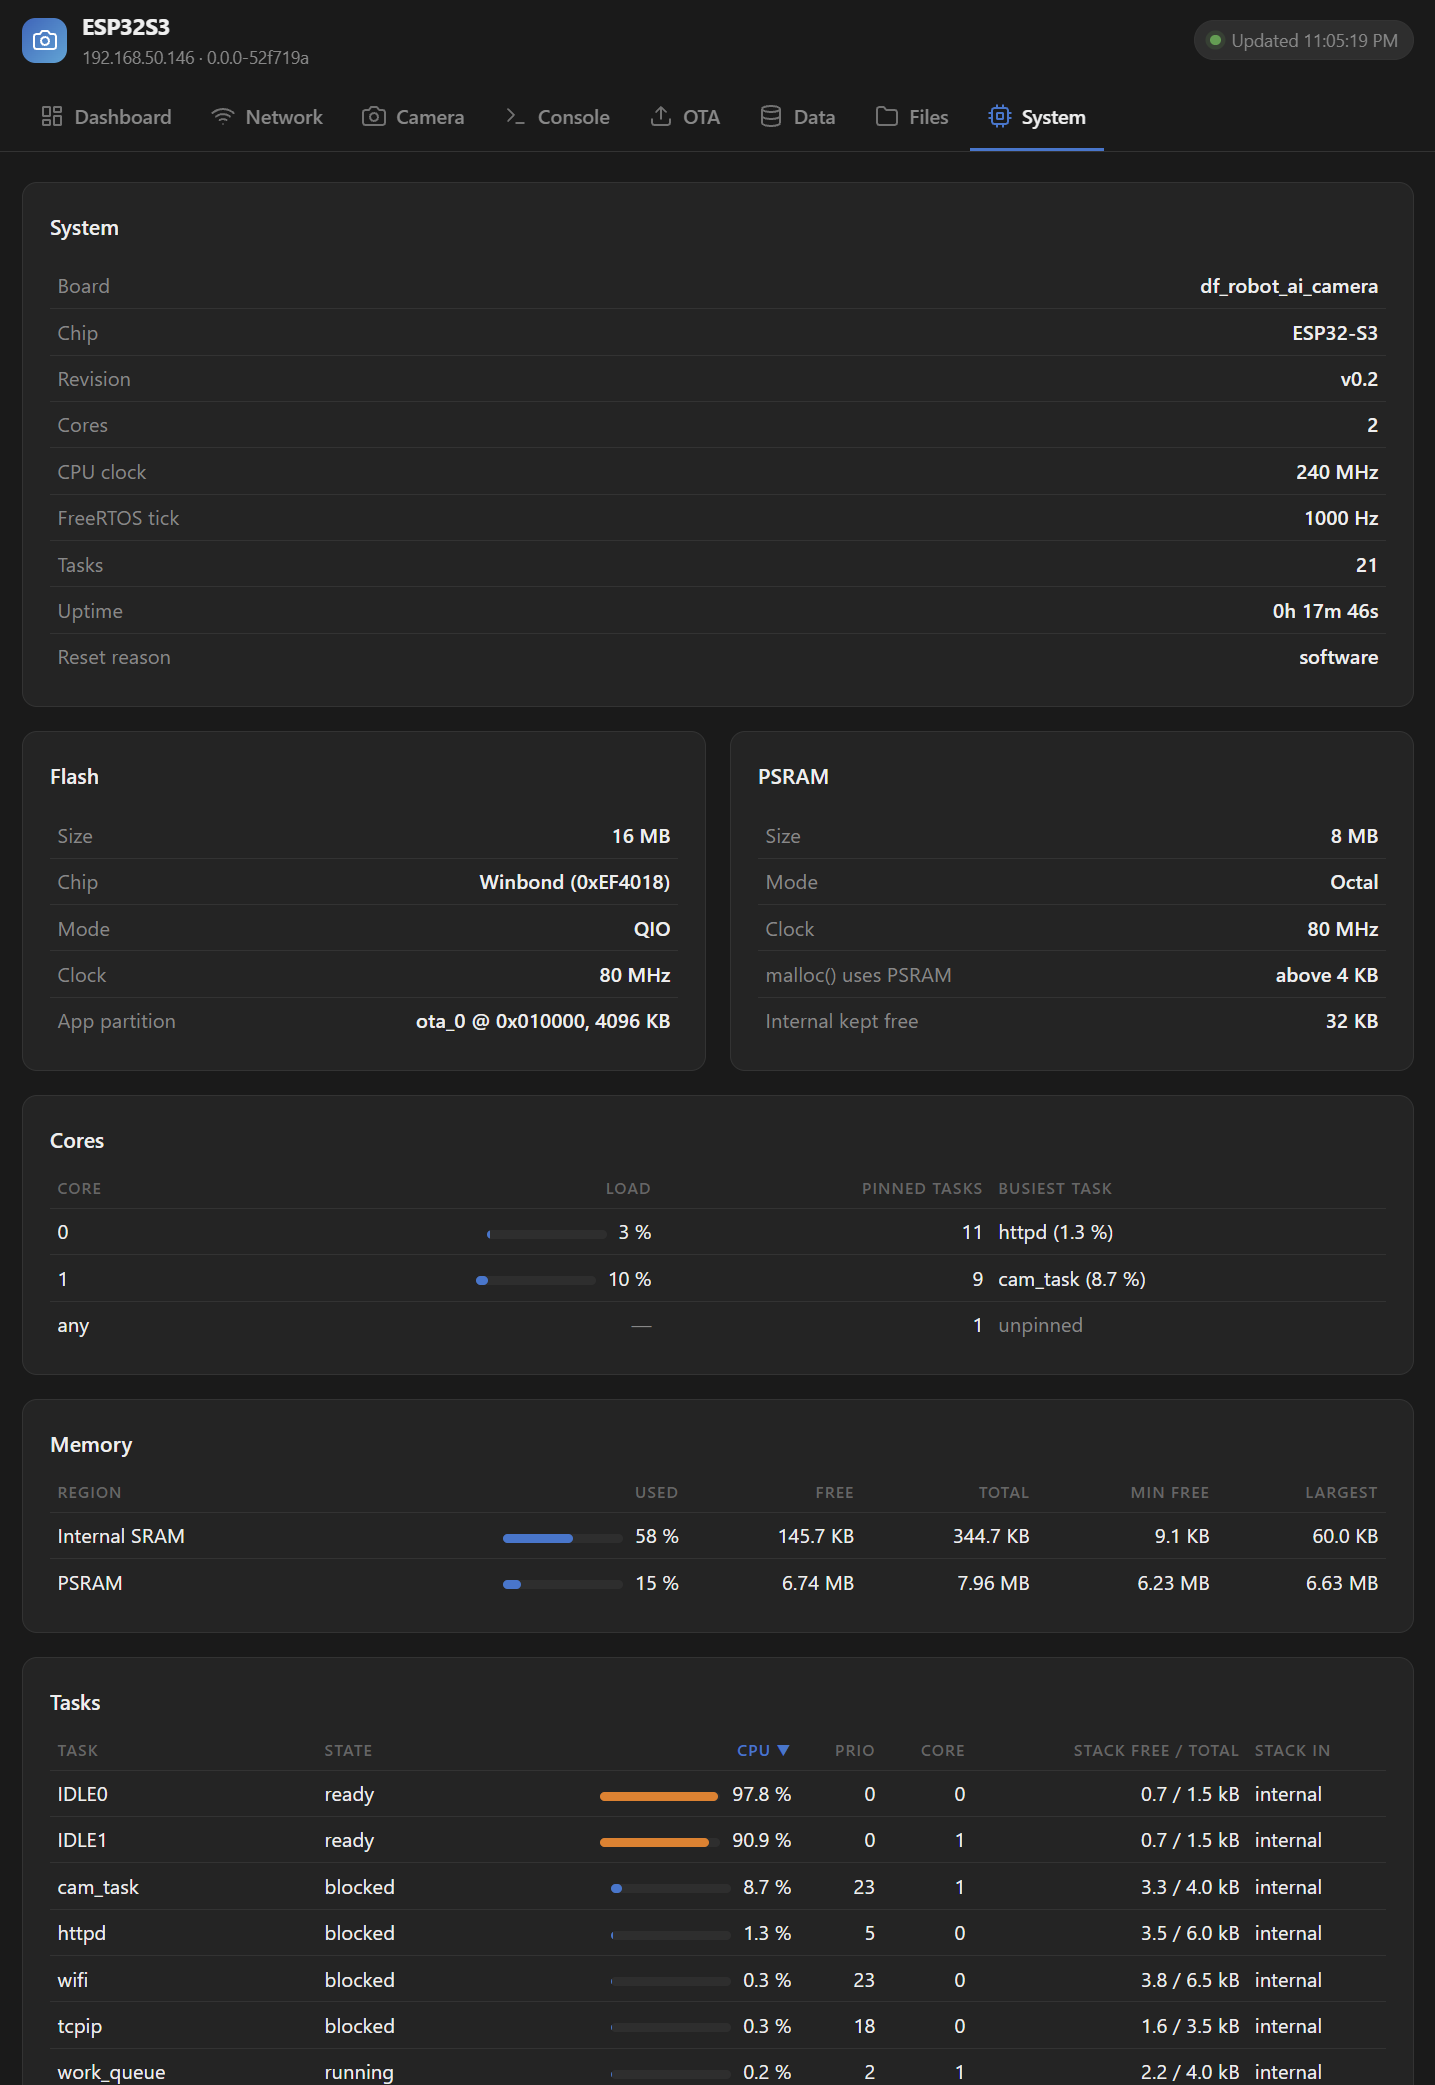 ESP32S3
192.168.50.146 · 0.0.0-52f719a
Updated 11:05:19 PM
Dashboard Network Camera Console OTA Data Files System
System
Board df_robot_ai_camera
Chip ESP32-S3
Revision v0.2
Cores 2
CPU clock 240 MHz
FreeRTOS tick 1000 Hz
Tasks 21
Uptime 0h 17m 46s
Reset reason software
Flash
Size 16 MB
Chip Winbond (0xEF4018)
Mode QIO
Clock 80 MHz
App partition ota_0 @ 0x010000, 4096 KB
PSRAM
Size 8 MB
Mode Octal
Clock 80 MHz
malloc() uses PSRAM above 4 KB
Internal kept free 32 KB
Cores
CORE LOAD PINNED TASKS BUSIEST TASK
0 3 % 11 httpd (1.3 %)
1 10 % 9 cam_task (8.7 %)
any — 1 unpinned
Memory
REGION USED FREE TOTAL MIN FREE LARGEST
Internal SRAM 58 % 145.7 KB 344.7 KB 9.1 KB 60.0 KB
PSRAM 15 % 6.74 MB 7.96 MB 6.23 MB 6.63 MB
Tasks
TASK STATE CPU ▼ PRIO CORE STACK FREE / TOTAL STACK IN
IDLE0 ready 97.8 % 0 0 0.7 / 1.5 kB internal
IDLE1 ready 90.9 % 0 1 0.7 / 1.5 kB internal
cam_task blocked 8.7 % 23 1 3.3 / 4.0 kB internal
httpd blocked 1.3 % 5 0 3.5 / 6.0 kB internal
wifi blocked 0.3 % 23 0 3.8 / 6.5 kB internal
tcpip blocked 0.3 % 18 0 1.6 / 3.5 kB internal
work_queue running 0.2 % 2 1 2.2 / 4.0 kB internal